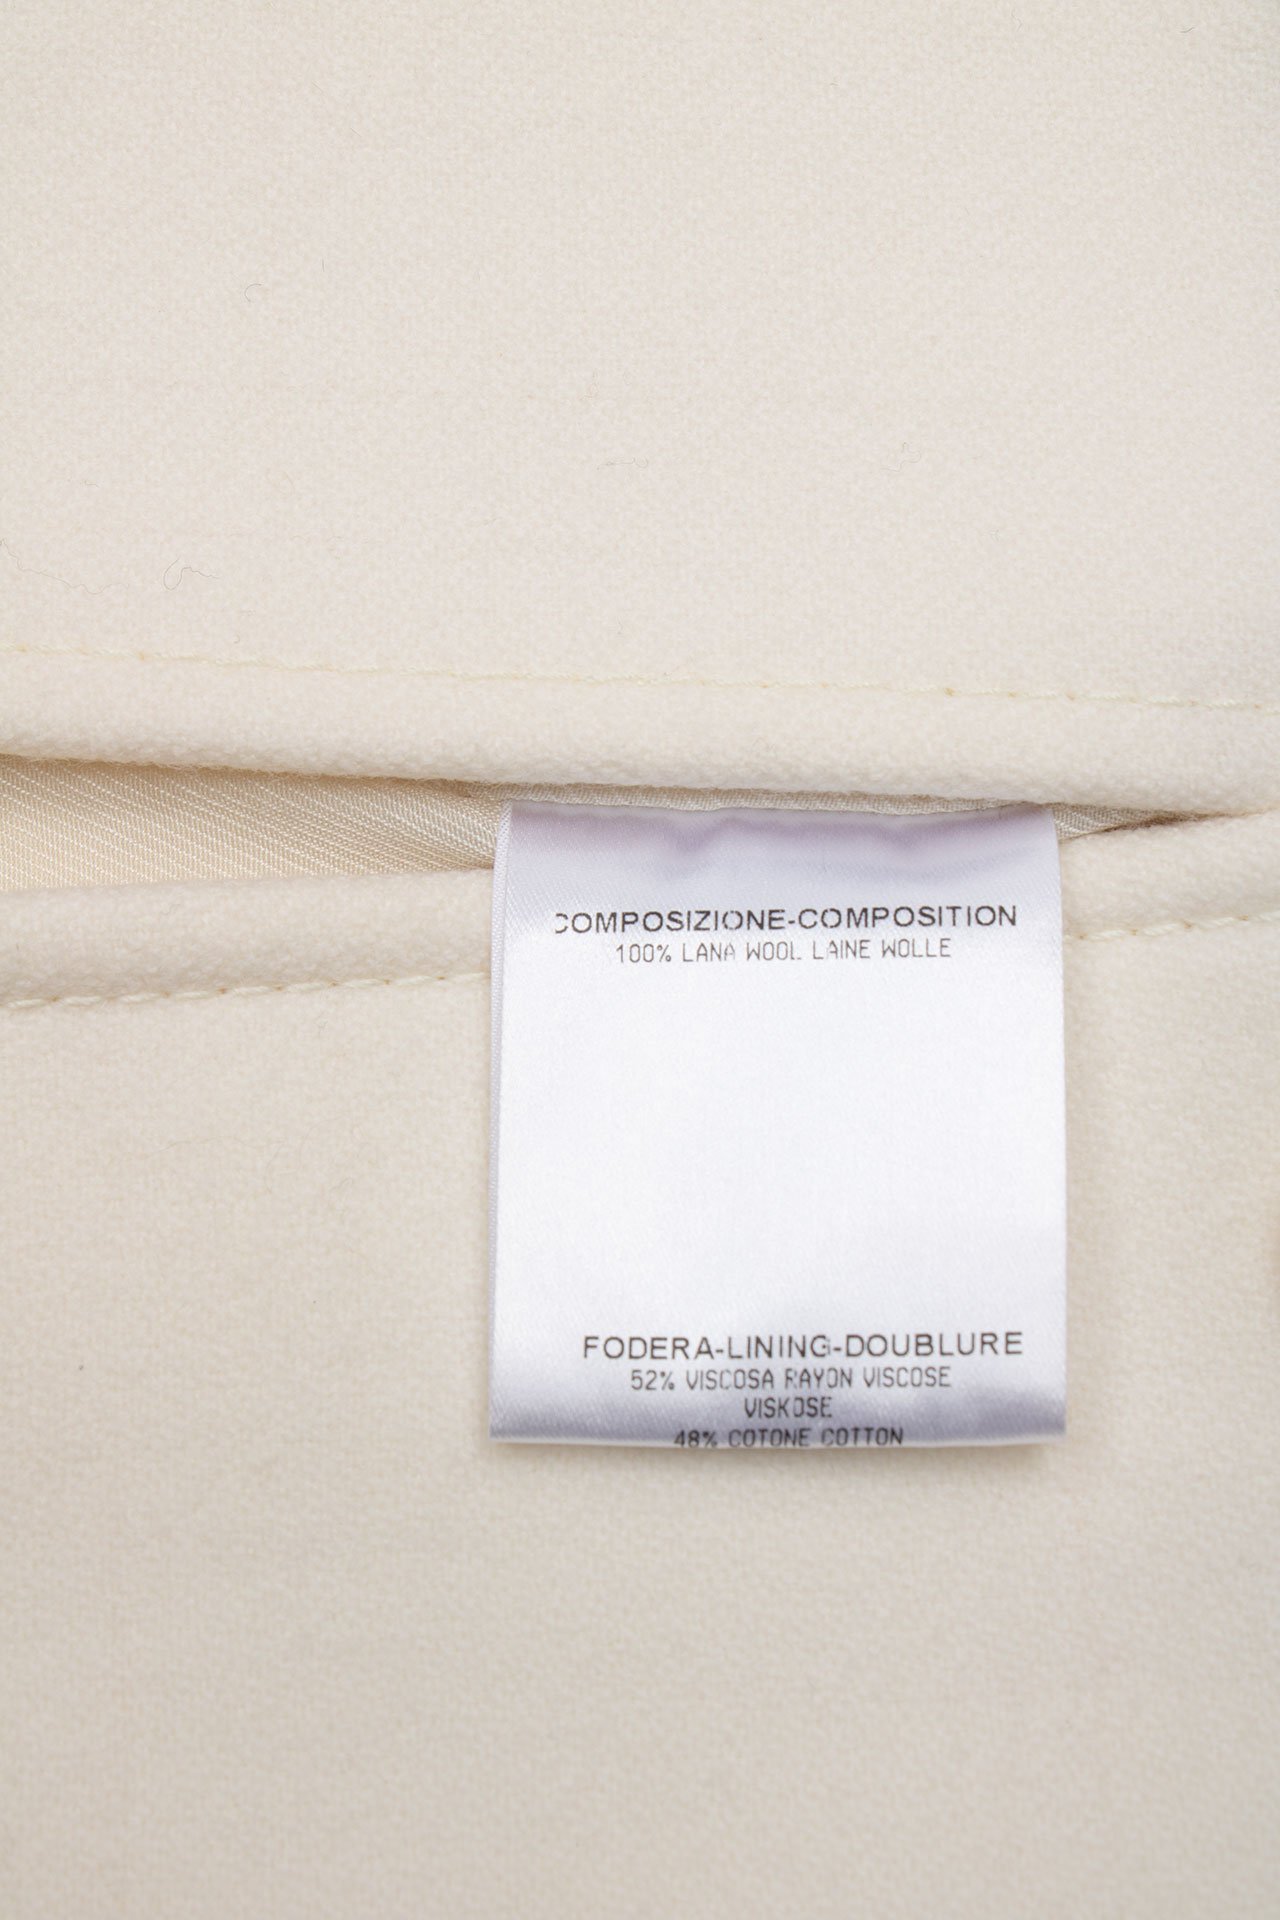 COMPOSIZIONE-COMPOSITION
100% LANA WOOL LAINE WOLLE
FODERA-LINING-DOUBLURE
52% VISCOSA RAYON VISCOSE
VISKOSE
48% COTONE COTTON